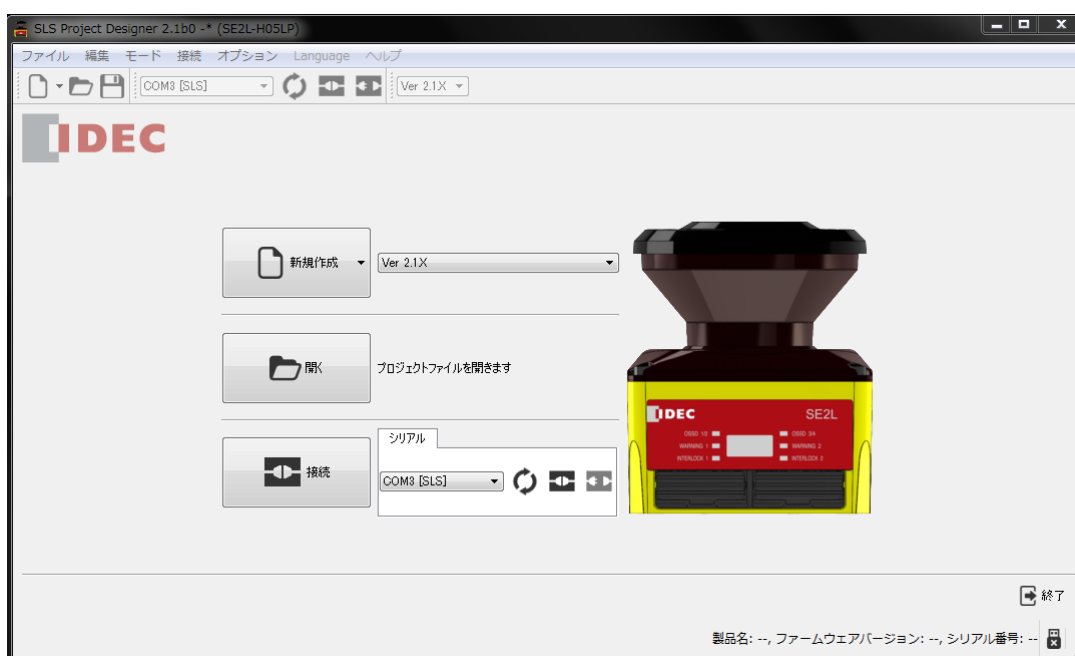 SLS Project Designer 2.1b0 -* (SE2L-H05LP)
ファイル 編集 モード 接続 オプション Language ヘルプ
COM3 [SLS] Ver 2.1X
IDEC
新規作成 Ver 2.1X
開く プロジェクトファイルを開きます
シリアル
接続 COM3 [SLS]
IDEC SE2L
OSSD 1/2 OSSD 3/4
WARNING 1 WARNING 2
INTERLOCK 1 INTERLOCK 2
終了
製品名: --, ファームウェアバージョン: --, シリアル番号: --